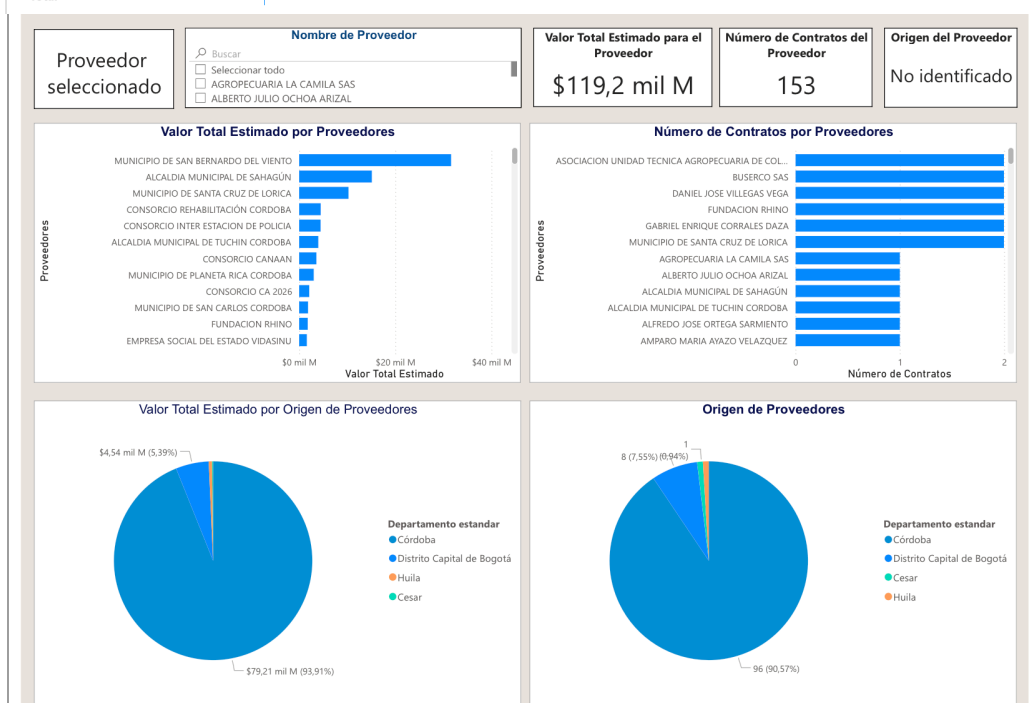 Proveedor
seleccionado
Nombre de Proveedor
Buscar
Seleccionar todo
AGROPECUARIA LA CAMILA SAS
ALBERTO JULIO OCHOA ARIZAL
Valor Total Estimado para el
Proveedor
$119,2 mil M
Número de Contratos del
Proveedor
153
Origen del Proveedor
No identificado
Valor Total Estimado por Proveedores
Proveedores
MUNICIPIO DE SAN BERNARDO DEL VIENTO
ALCALDIA MUNICIPAL DE SAHAGÚN
MUNICIPIO DE SANTA CRUZ DE LORICA
CONSORCIO REHABILITACIÓN CORDOBA
CONSORCIO INTER ESTACION DE POLICIA
ALCALDIA MUNICIPAL DE TUCHIN CORDOBA
CONSORCIO CANAAN
MUNICIPIO DE PLANETA RICA CORDOBA
CONSORCIO CA 2026
MUNICIPIO DE SAN CARLOS CORDOBA
FUNDACION RHINO
EMPRESA SOCIAL DEL ESTADO VIDASINU
$0 mil M $20 mil M $40 mil M
Valor Total Estimado
Número de Contratos por Proveedores
Proveedores
ASOCIACION UNIDAD TECNICA AGROPECUARIA DE COL...
BUSERCO SAS
DANIEL JOSE VILLEGAS VEGA
FUNDACION RHINO
GABRIEL ENRIQUE CORRALES DAZA
MUNICIPIO DE SANTA CRUZ DE LORICA
AGROPECUARIA LA CAMILA SAS
ALBERTO JULIO OCHOA ARIZAL
ALCALDIA MUNICIPAL DE SAHAGÚN
ALCALDIA MUNICIPAL DE TUCHIN CORDOBA
ALFREDO JOSE ORTEGA SARMIENTO
AMPARO MARIA AYAZO VELAZQUEZ
0 1 2
Número de Contratos
Valor Total Estimado por Origen de Proveedores
$4,54 mil M (5,39%)
$79,21 mil M (93,91%)
Departamento estandar
Córdoba
Distrito Capital de Bogotá
Huila
Cesar
Origen de Proveedores
1
(0,94%)
8 (7,55%)
96 (90,57%)
Departamento estandar
Córdoba
Distrito Capital de Bogotá
Cesar
Huila